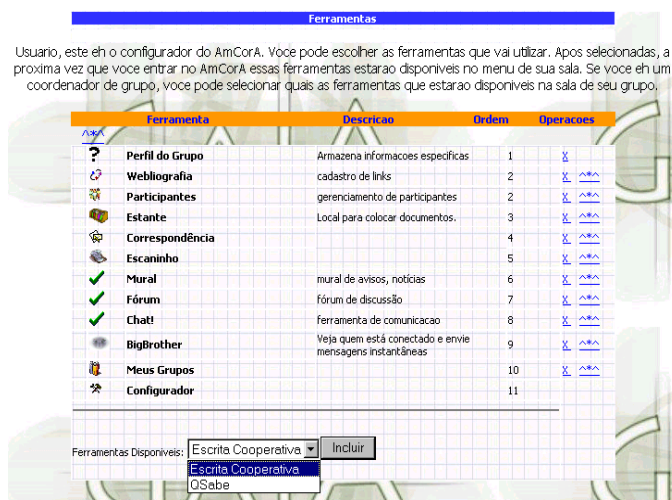 Ferramentas
Usuario, este eh o configurador do AmCorA. Voce pode escolher as ferramentas que vai utilizar. Apos selecionadas, a
proxima vez que voce entrar no AmCorA essas ferramentas estarao disponiveis no menu de sua sala. Se voce eh um
coordenador de grupo, voce pode selecionar quais as ferramentas que estarao disponiveis na sala de seu grupo.
Ferramenta Descricao Ordem Operacoes
^*^
? Perfil do Grupo Armazena informacoes especificas 1 X
Webliografia cadastro de links 2 X ^*^
Participantes gerenciamento de participantes 2 X ^*^
Estante Local para colocar documentos. 3 X ^*^
Correspondência 4 X ^*^
Escaninho 5 X ^*^
Mural mural de avisos, notícias 6 X ^*^
Fórum fórum de discussão 7 X ^*^
Chat! ferramenta de comunicacao 8 X ^*^
BigBrother Veja quem está conectado e envie
mensagens instantâneas 9 X ^*^
Meus Grupos 10 X ^*^
Configurador 11
Ferramentas Disponiveis: Escrita Cooperativa Incluir
Escrita Cooperativa
QSabe